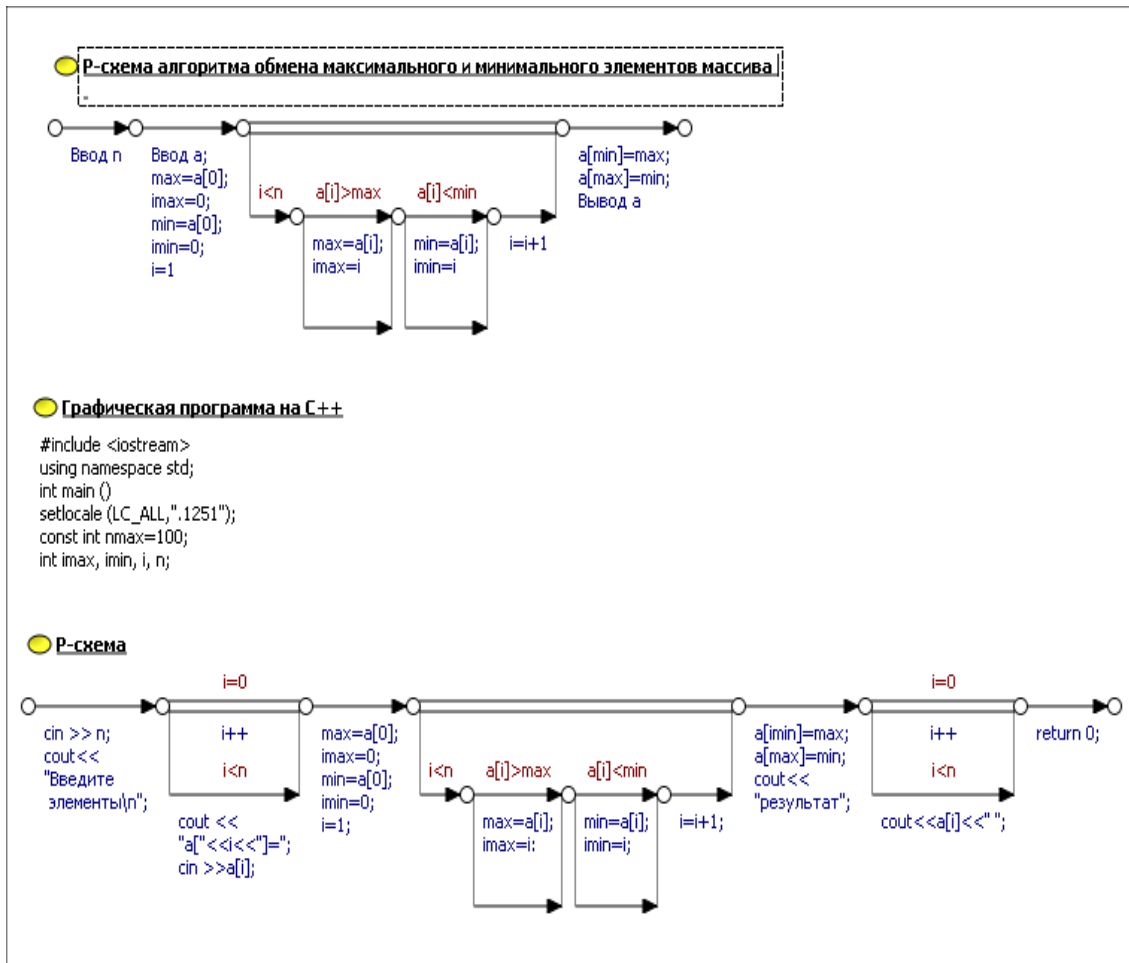 Р-схема алгоритма обмена максимального и минимального элементов массива
-
Ввод n
Ввод a;
max=a[0];
imax=0;
min=a[0];
imin=0;
i=1
i<n
a[i]>max
a[i]<min
max=a[i];
imax=i
min=a[i];
imin=i
i=i+1
a[min]=max;
a[max]=min;
Вывод a
Графическая программа на C++
#include <iostream>
using namespace std;
int main ()
setlocale (LC_ALL,".1251");
const int nmax=100;
int imax, imin, i, n;
Р-схема
cin >> n;
cout<<
"Введите
элементы\n";
i=0
i++
i<n
cout <<
"a["<<i<<"]=";
cin >>a[i];
max=a[0];
imax=0;
min=a[0];
imin=0;
i=1;
i<n
a[i]>max
a[i]<min
max=a[i];
imax=i:
min=a[i];
imin=i;
i=i+1;
a[imin]=max;
a[max]=min;
cout<<
"результат";
i=0
i++
i<n
cout<<a[i]<<" ";
return 0;